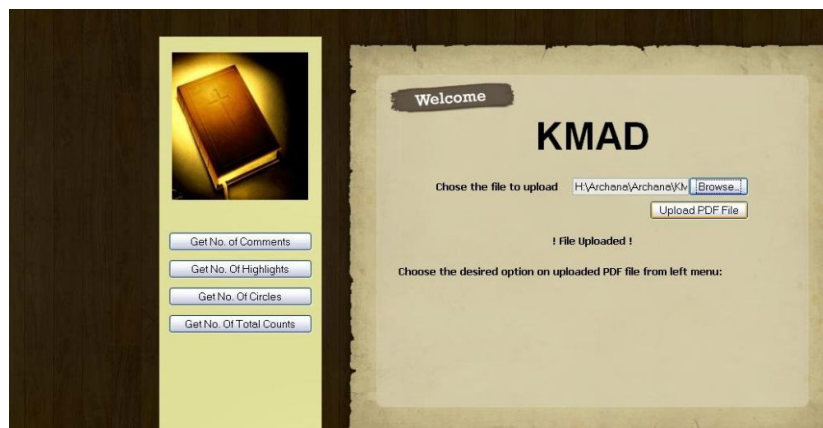 Welcome
KMAD
Chose the file to upload H:\Archana\Archana\KM Browse...
Upload PDF File
! File Uploaded !
Choose the desired option on uploaded PDF file from left menu:
Get No. of Comments
Get No. Of Highlights
Get No. Of Circles
Get No. Of Total Counts